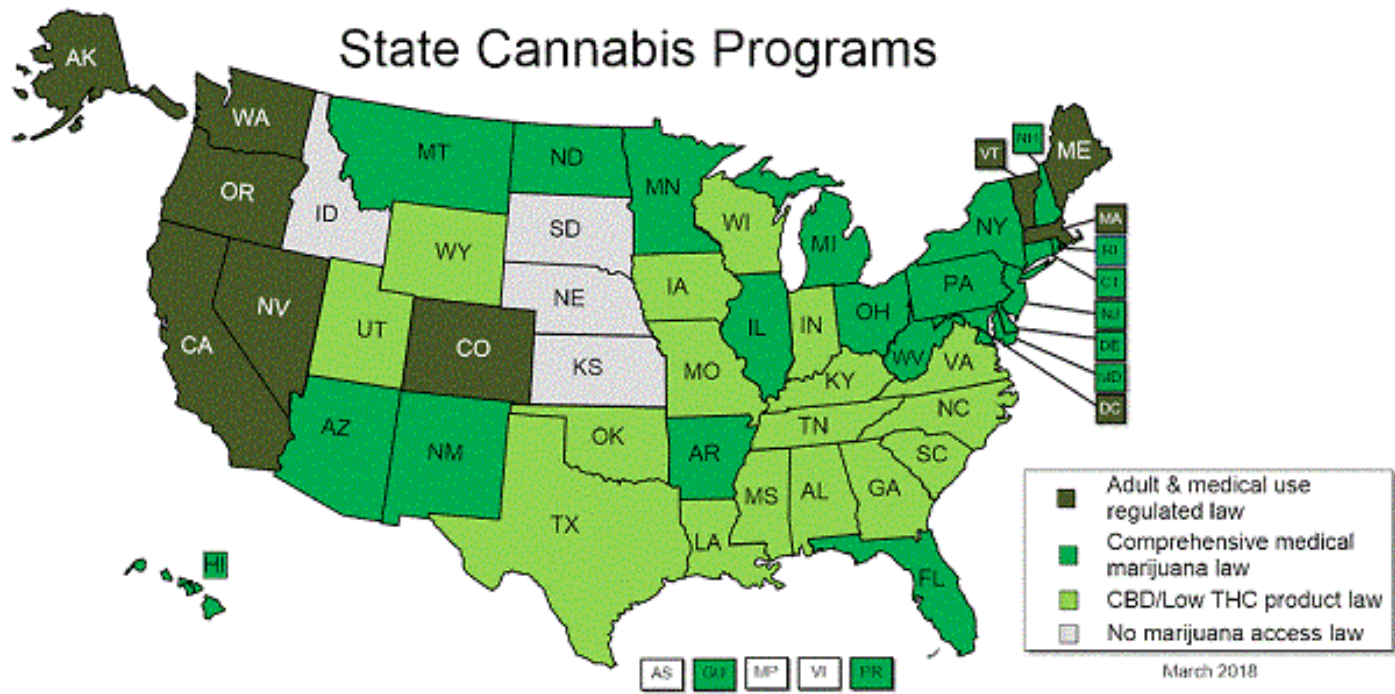 State Cannabis Programs
AK
WA
MT
ND
MN
VT
NH
ME
OR
ID
SD
WI
MI
NY
MA
RI
WY
CT
NE
IA
PA
NJ
NV
UT
IL
IN
OH
DE
CA
CO
KS
MO
WV
VA
MD
KY
DC
NC
AZ
OK
TN
NM
AR
SC
MS
AL
GA
TX
LA
Adult & medical use
regulated law
Comprehensive medical
marijuana law
HI
FL
CBD/Low THC product law
No marijuana access law
AS
GU
MP
VI
PR
March 2018